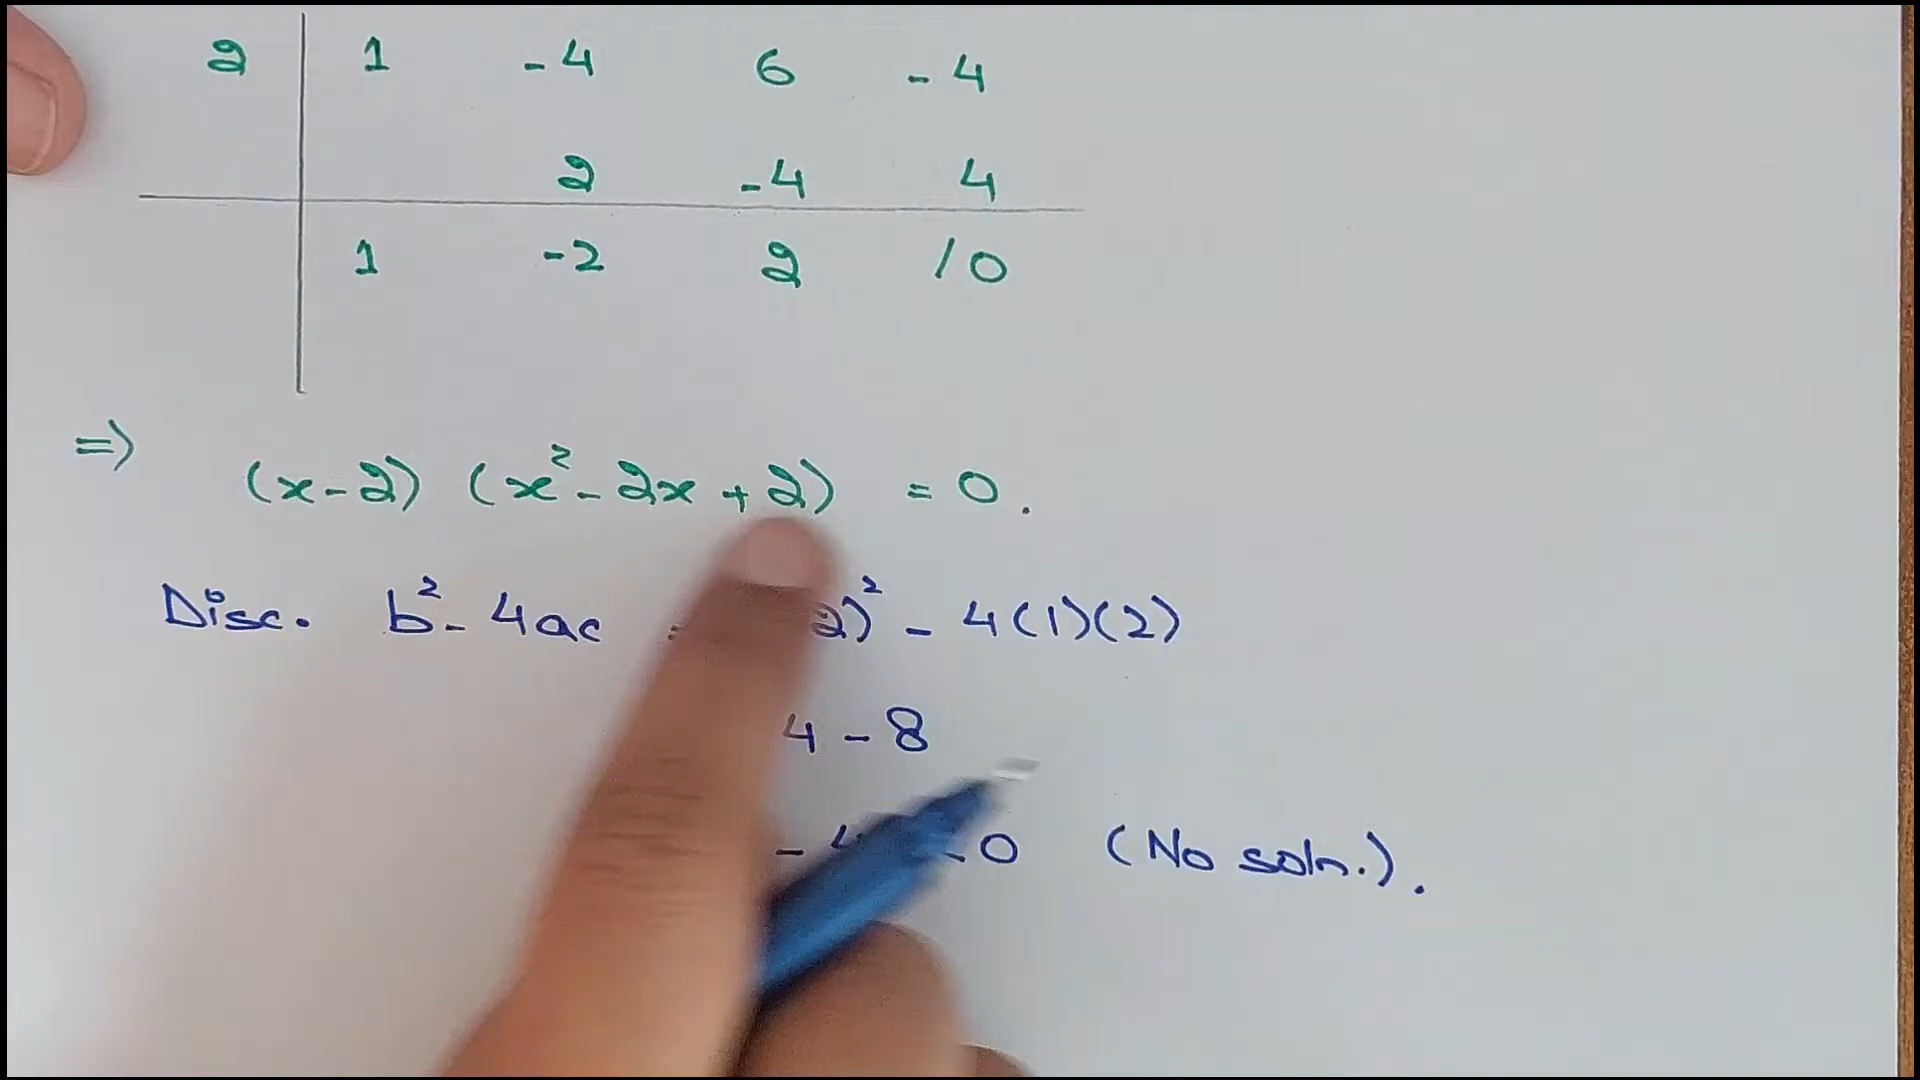 2 1 -4 6 -4
2 -4 4
1 -2 2 /0
=> (x-2) (x²-2x+2) = 0.
Disc. b²-4ac 2)² - 4(1)(2)
4-8
- 0 (No soln.).